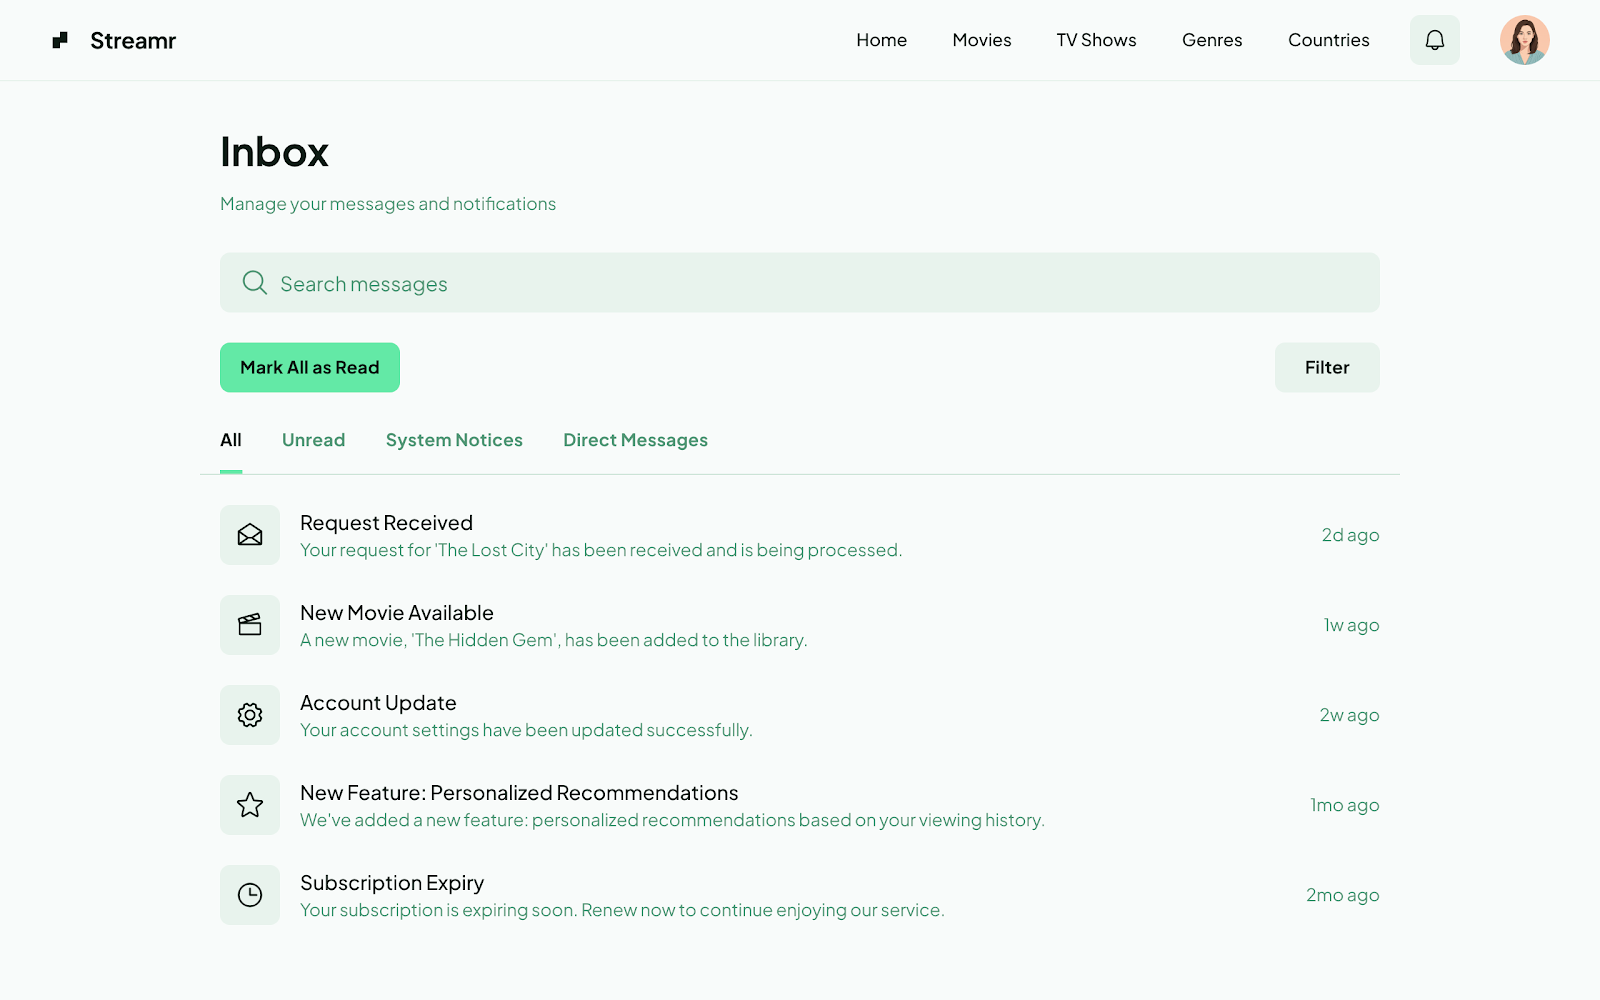 Streamr
Home
Movies
TV Shows
Genres
Countries
Inbox
Manage your messages and notifications
Search messages
Mark All as Read
Filter
All
Unread
System Notices
Direct Messages
Request Received
Your request for 'The Lost City' has been received and is being processed.
2d ago
New Movie Available
A new movie, 'The Hidden Gem', has been added to the library.
1w ago
Account Update
Your account settings have been updated successfully.
2w ago
New Feature: Personalized Recommendations
We've added a new feature: personalized recommendations based on your viewing history.
1mo ago
Subscription Expiry
Your subscription is expiring soon. Renew now to continue enjoying our service.
2mo ago